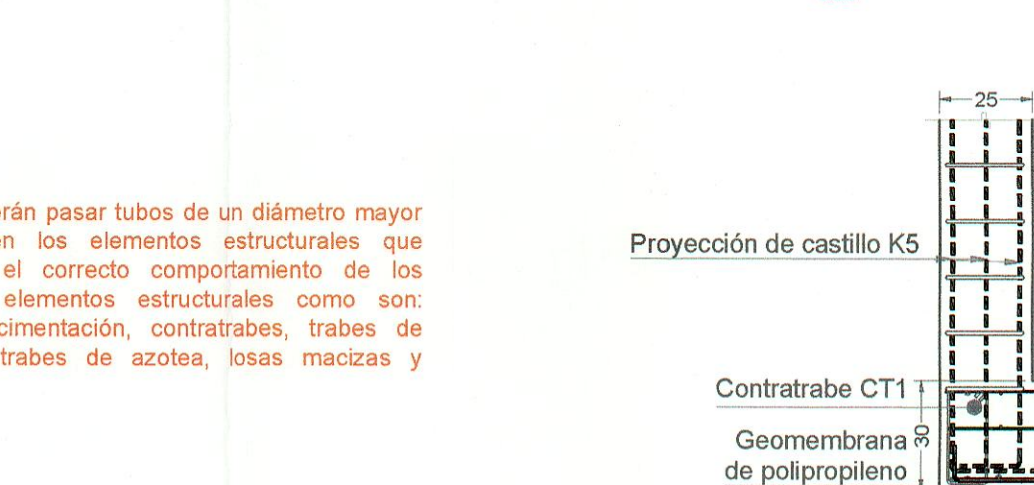 25
rán pasar tubos de un diámetro mayor
en los elementos estructurales que
el correcto comportamiento de los
elementos estructurales como son:
cimentación, contratrabes, trabes de
trabes de azotea, losas macizas y
Proyección de castillo K5
Contratrabe CT1
30
Geomembrana
de polipropileno